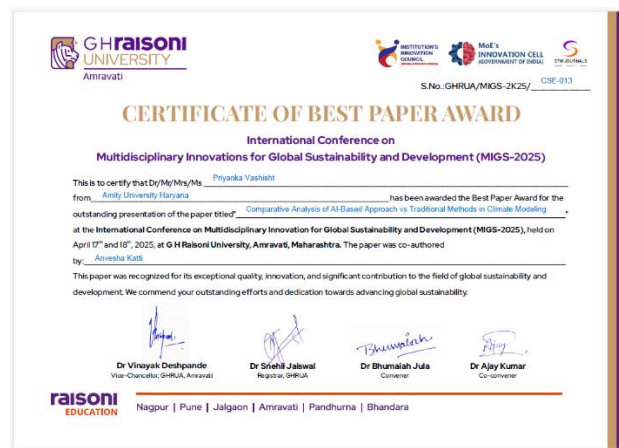 GHRAISONI
UNIVERSITY
Amravati
INSTITUTION'S
INNOVATION
COUNCIL
MoE's
INNOVATION CELL
(GOVERNMENT OF INDIA)
STM JOURNALS
S.No.:GHRUA/MIGS-2K25/ CSE-013
CERTIFICATE OF BEST PAPER AWARD
International Conference on
Multidisciplinary Innovations for Global Sustainability and Development (MIGS-2025)
This is to certify that Dr/Mr/Mrs/Ms Priyanka Vashisht
from Amity University Haryana has been awarded the Best Paper Award for the
outstanding presentation of the paper titled" Comparative Analysis of AI-Based Approach vs Traditional Methods in Climate Modeling "
at the International Conference on Multidisciplinary Innovation for Global Sustainability and Development (MIGS-2025), held on
April 17th and 18th, 2025, at G H Raisoni University, Amravati, Maharashtra. The paper was co-authored
by: Anvesha Katti
This paper was recognized for its exceptional quality, innovation, and significant contribution to the field of global sustainability and
development. We commend your outstanding efforts and dedication towards advancing global sustainability.
Bhumaiah
Ajay
Dr Vinayak Deshpande
Vice-Chancellor, GHRUA, Amravati
Dr Snehil Jaiswal
Registrar, GHRUA
Dr Bhumaiah Jula
Convener
Dr Ajay Kumar
Co-convener
raisoni
EDUCATION
Nagpur | Pune | Jalgaon | Amravati | Pandhurna | Bhandara